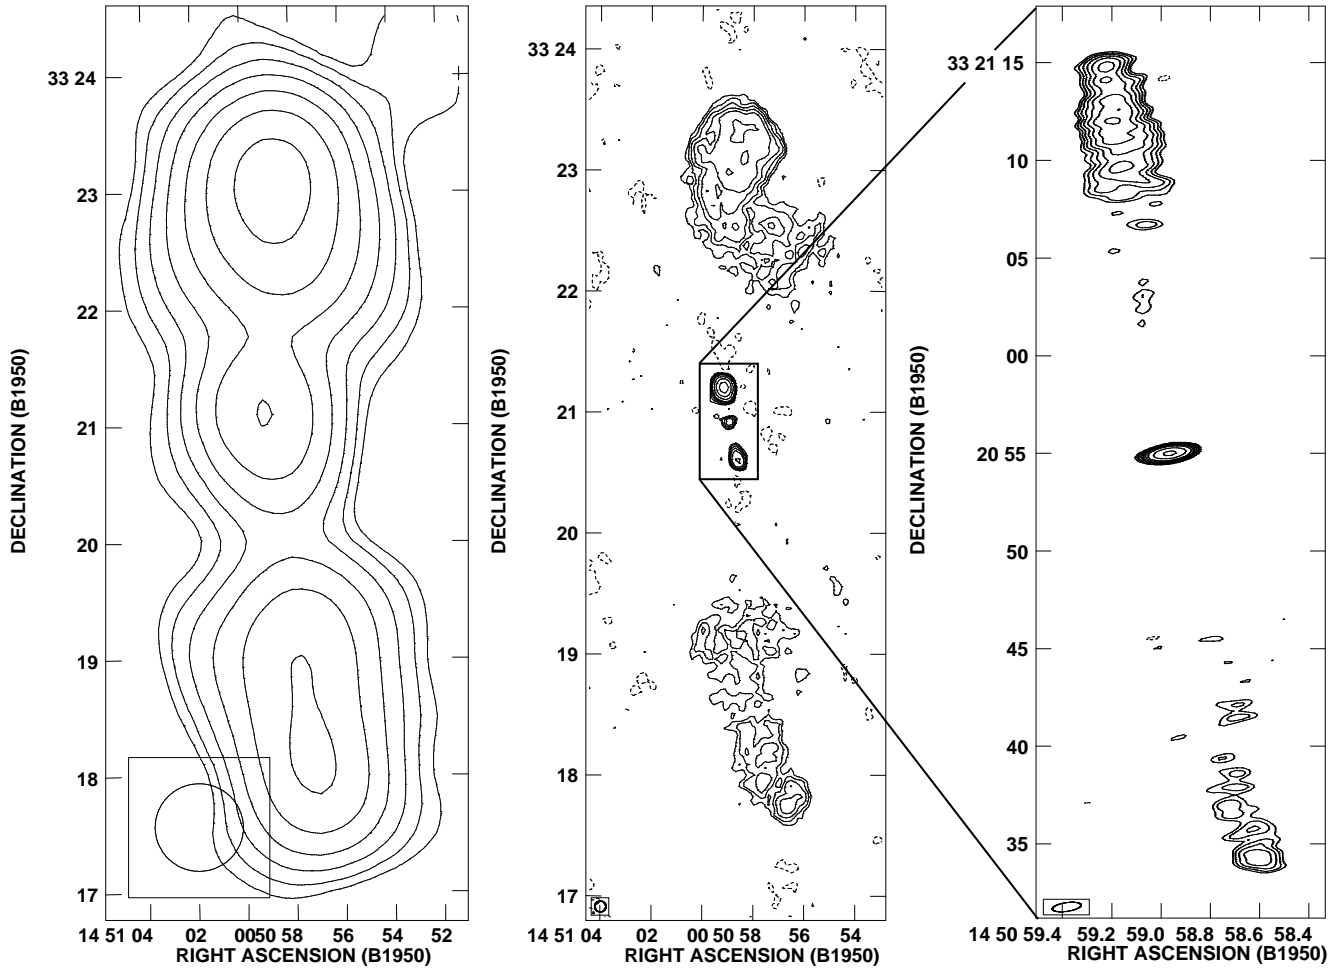 33 24
23
22
21
20
19
18
17
DECLINATION (B1950)
14 51 04 02 00 50 58 56 54 52
RIGHT ASCENSION (B1950)
33 24
23
22
21
20
19
18
17
DECLINATION (B1950)
14 51 04 02 00 50 58 56 54
RIGHT ASCENSION (B1950)
33 21 15
10
05
00
20 55
50
45
40
35
DECLINATION (B1950)
14 50 59.4 59.2 59.0 58.8 58.6 58.4
RIGHT ASCENSION (B1950)